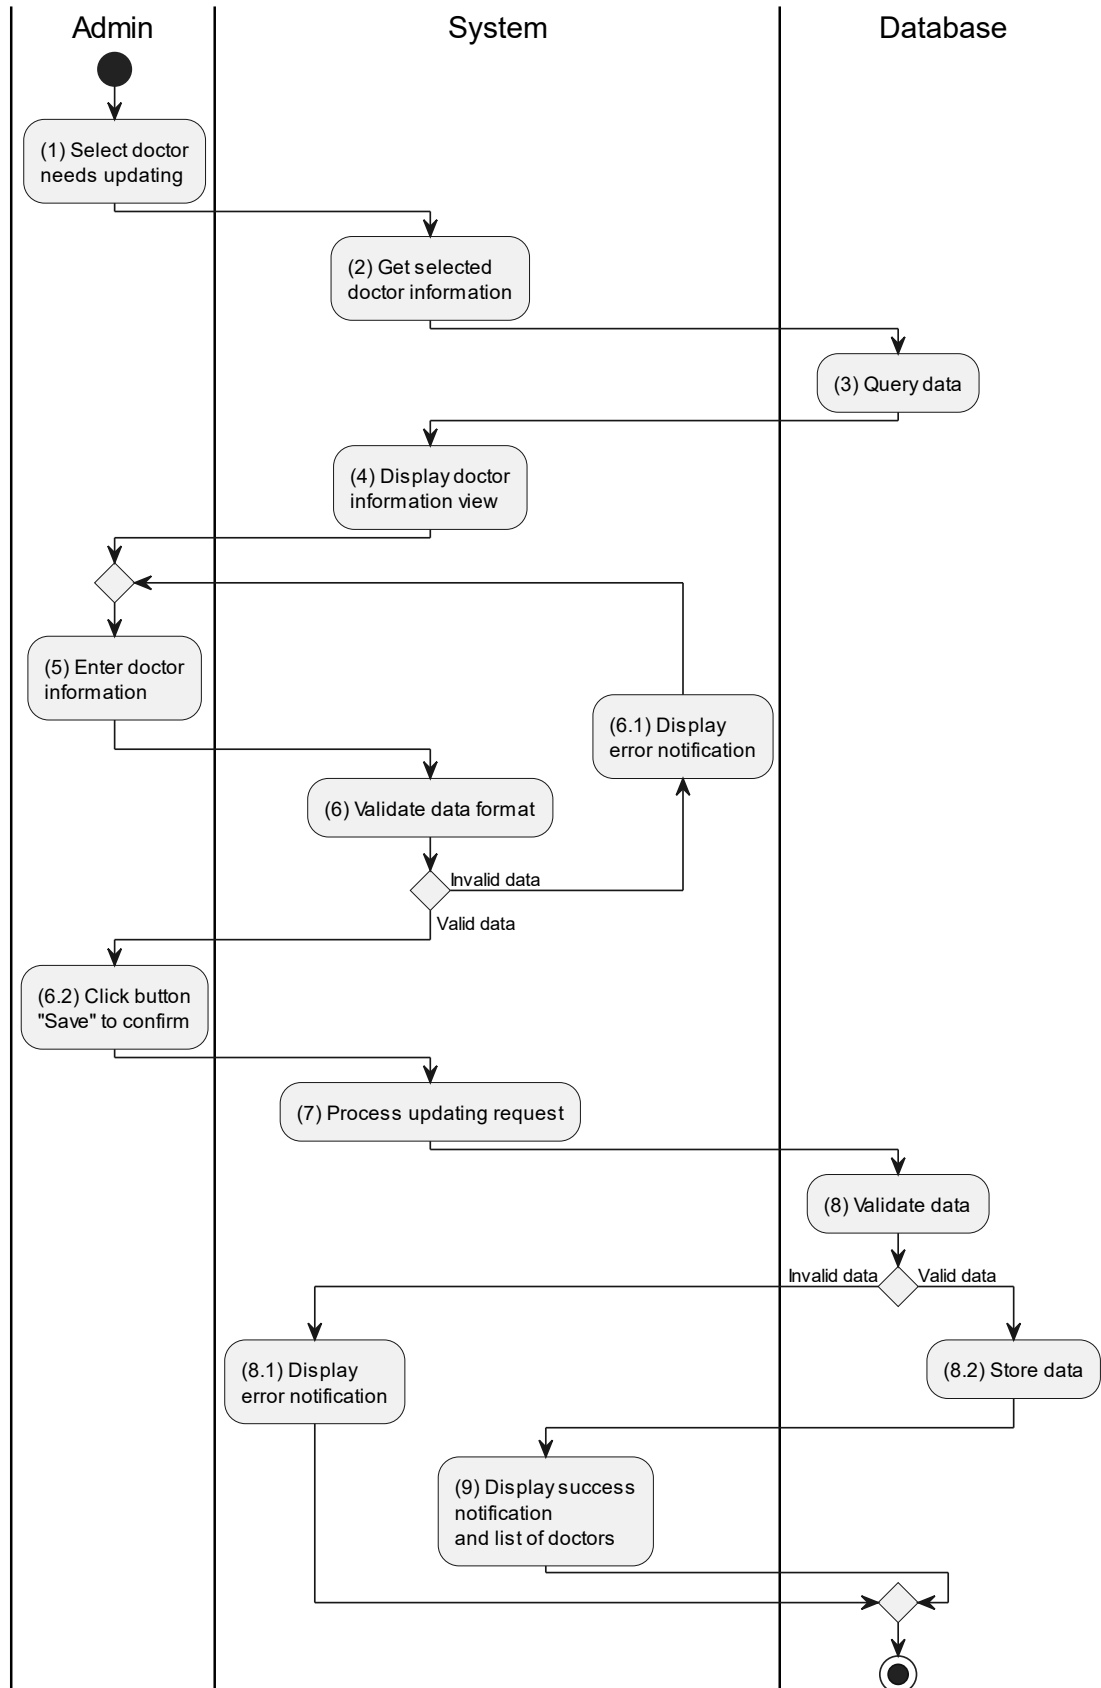 Admin
System
Database
(1) Select doctor
needs updating
(2) Get selected
doctor information
(3) Query data
(4) Display doctor
information view
(5) Enter doctor
information
(6.1) Display
error notification
(6) Validate data format
Invalid data
Valid data
(6.2) Click button
"Save" to confirm
(7) Process updating request
(8) Validate data
Invalid data
Valid data
(8.1) Display
error notification
(8.2) Store data
(9) Display success
notification
and list of doctors